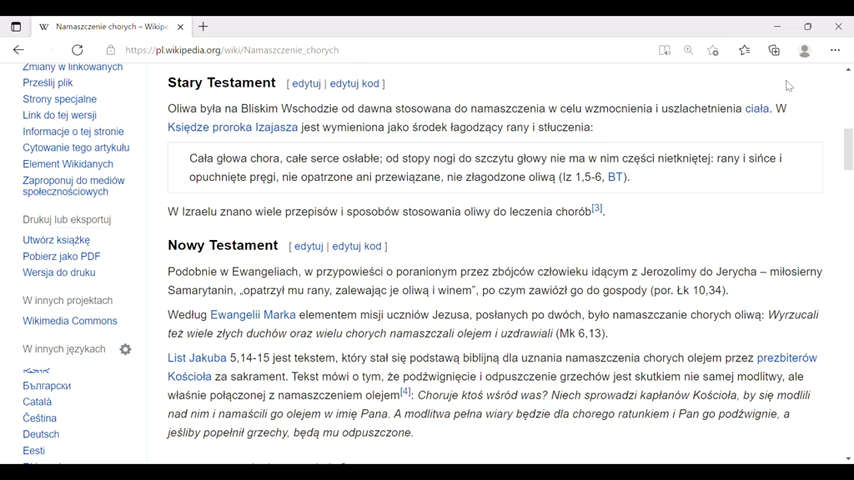 Namaszczenie chorych – Wikipe
https://pl.wikipedia.org/wiki/Namaszczenie_chorych
Zmiany w linkowanych
Prześlij plik
Strony specjalne
Link do tej wersji
Informacje o tej stronie
Cytowanie tego artykułu
Element Wikidanych
Zaproponuj do mediów
społecznościowych
Drukuj lub eksportuj
Utwórz książkę
Pobierz jako PDF
Wersja do druku
W innych projektach
Wikimedia Commons
W innych językach
Български
Català
Čeština
Deutsch
Eesti
Stary Testament [ edytuj | edytuj kod ]
Oliwa była na Bliskim Wschodzie od dawna stosowana do namaszczenia w celu wzmocnienia i uszlachetnienia ciała. W
Księdze proroka Izajasza jest wymieniona jako środek łagodzący rany i stłuczenia:
Cała głowa chora, całe serce osłabłe; od stopy nogi do szczytu głowy nie ma w nim części nietkniętej: rany i sińce i
opuchnięte pręgi, nie opatrzone ani przewiązane, nie złagodzone oliwą (Iz 1,5-6, BT).
W Izraelu znano wiele przepisów i sposobów stosowania oliwy do leczenia chorób[3].
Nowy Testament [ edytuj | edytuj kod ]
Podobnie w Ewangeliach, w przypowieści o poranionym przez zbójców człowieku idącym z Jerozolimy do Jerycha – miłosierny
Samarytanin, „opatrzył mu rany, zalewając je oliwą i winem”, po czym zawiózł go do gospody (por. Łk 10,34).
Według Ewangelii Marka elementem misji uczniów Jezusa, posłanych po dwóch, było namaszczanie chorych oliwą: Wyrzucali
też wiele złych duchów oraz wielu chorych namaszczali olejem i uzdrawiali (Mk 6,13).
List Jakuba 5,14-15 jest tekstem, który stał się podstawą biblijną dla uznania namaszczenia chorych olejem przez prezbiterów
Kościoła za sakrament. Tekst mówi o tym, że podźwignięcie i odpuszczenie grzechów jest skutkiem nie samej modlitwy, ale
właśnie połączonej z namaszczeniem olejem[4]: Choruje ktoś wśród was? Niech sprowadzi kapłanów Kościoła, by się modlili
nad nim i namaścili go olejem w imię Pana. A modlitwa pełna wiary będzie dla chorego ratunkiem i Pan go podźwignie, a
jeśliby popełnił grzechy, będą mu odpuszczone.